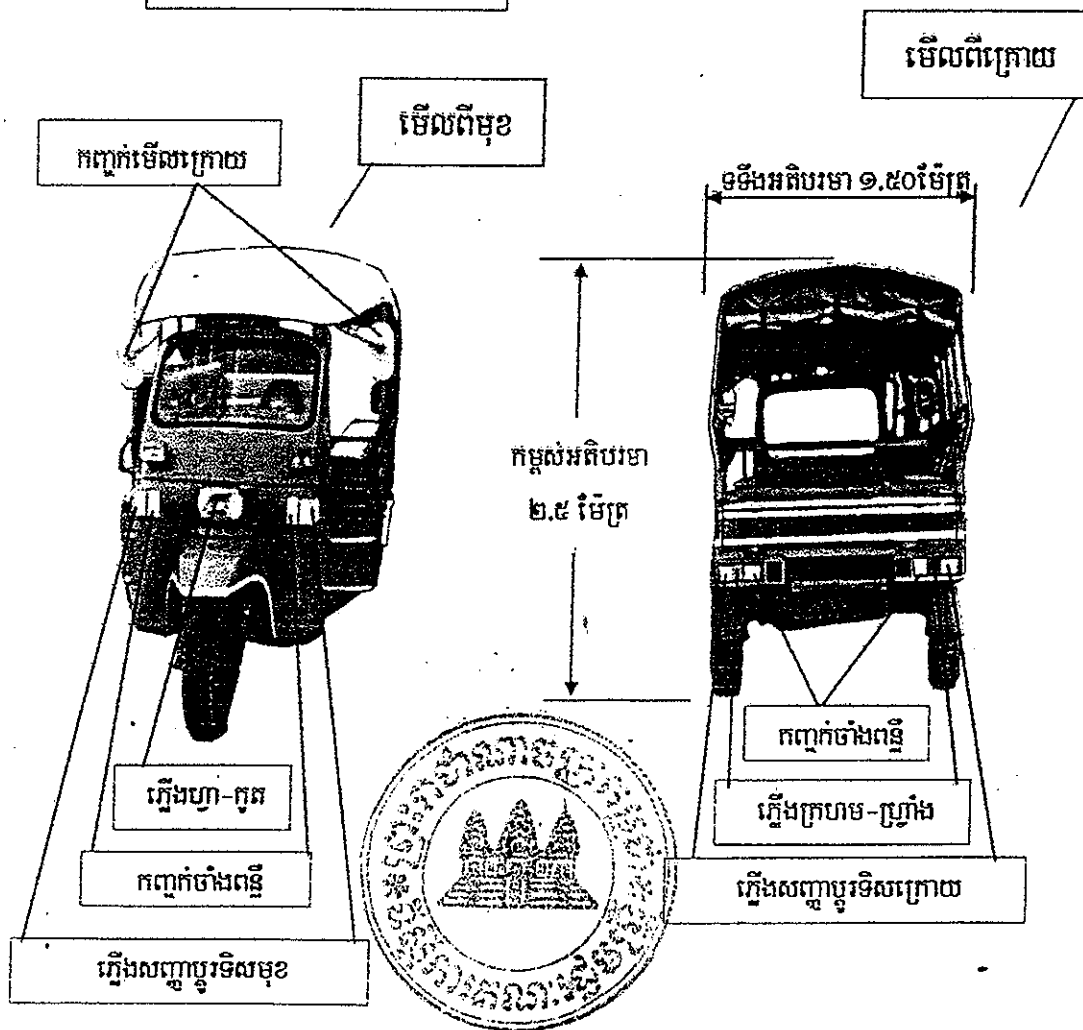 មើលពីក្រោយ
មើលពីមុខ
កញ្ចក់មើលក្រោយ
ទទឹងអតិបរមា ១.៥០ម៉ែត្រ
កម្ពស់អតិបរមា
២.៥ ម៉ែត្រ
កញ្ចក់ចាំងពន្លឺ
ភ្លើងហ្វា-កូត
ភ្លើងក្រហម-ហ្វ្រាំង
កញ្ចក់ចាំងពន្លឺ
ភ្លើងសញ្ញាប្តូរទិសក្រោយ
ភ្លើងសញ្ញាប្តូរទិសមុខ